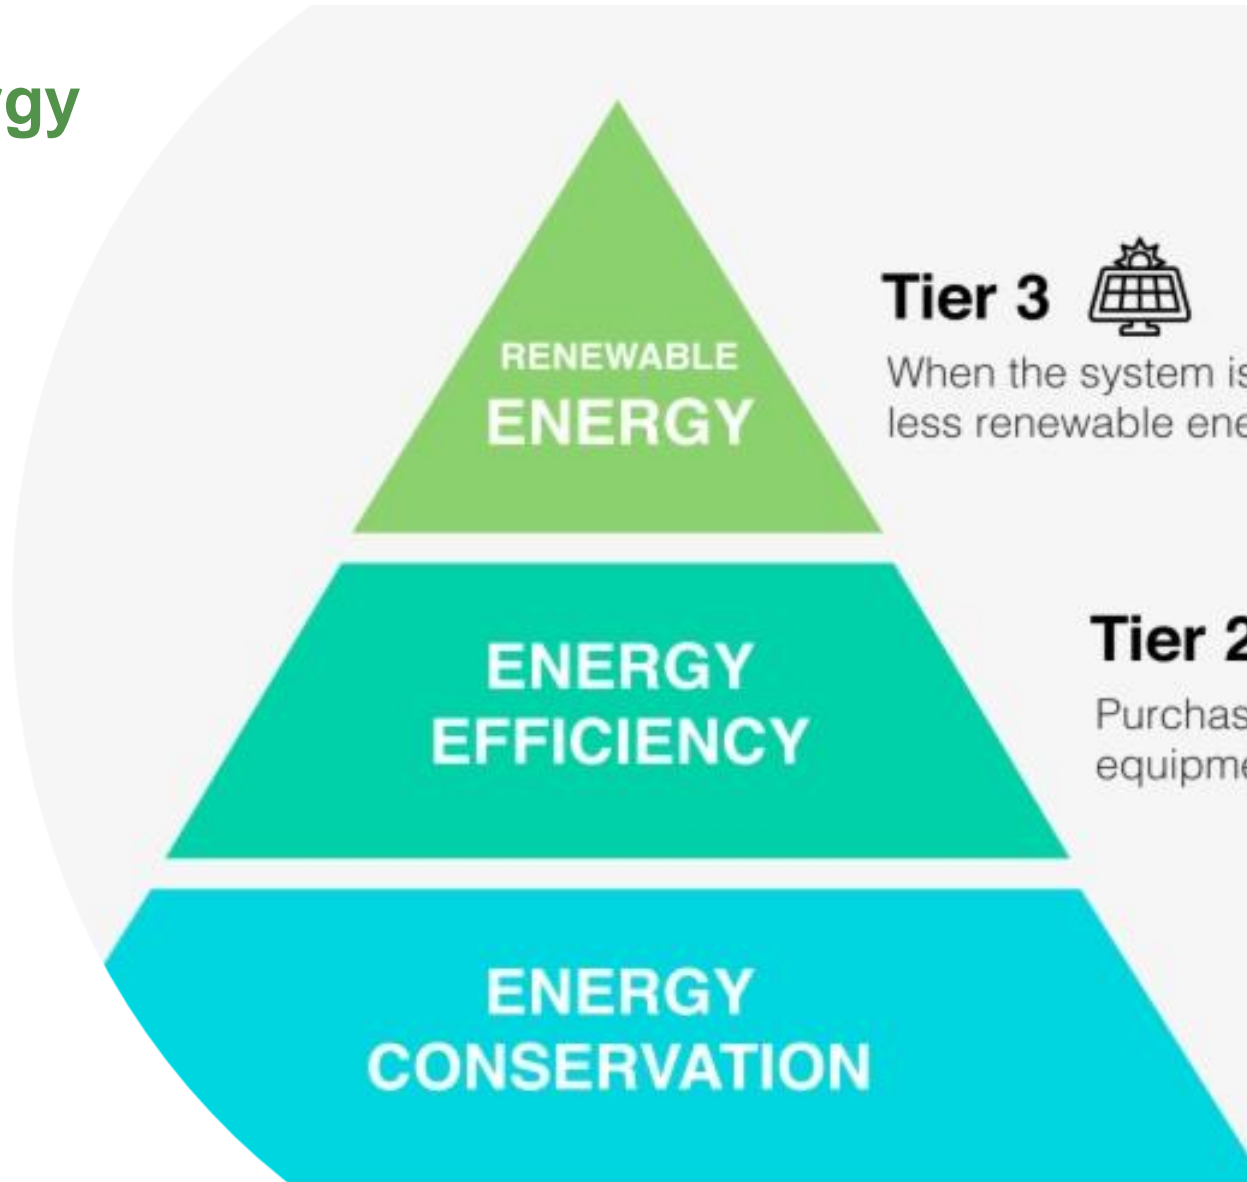 RENEWABLE
ENERGY
Tier 3
When the system is
less renewable ene
ENERGY
EFFICIENCY
Tier 2
Purchas
equipme
ENERGY
CONSERVATION